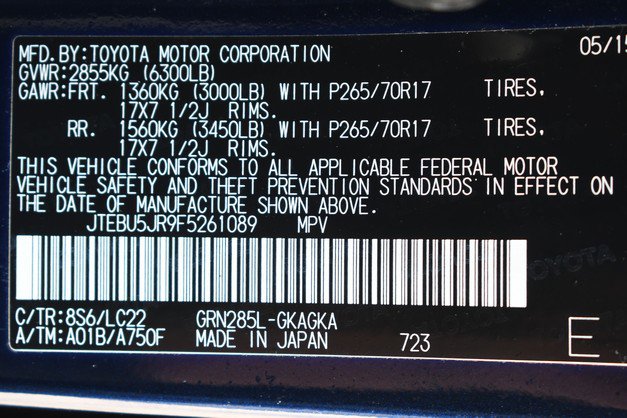 05/15
MFD.BY:TOYOTA MOTOR CORPORATION
GVWR:2855KG (6300LB)
GAWR:FRT. 1360KG (3000LB) WITH P265/70R17 TIRES,
17X7 1/2J RIMS.
RR. 1560KG (3450LB) WITH P265/70R17 TIRES,
17X7 1/2J RIMS.
THIS VEHICLE CONFORMS TO ALL APPLICABLE FEDERAL MOTOR
VEHICLE SAFETY AND THEFT PREVENTION STANDARDS IN EFFECT ON
THE DATE OF MANUFACTURE SHOWN ABOVE.
JTEBU5JR9F5261089 MPV
TOYOTA
C/TR:8S6/LC22 GRN285L-GKAGKA
A/TM:A01B/A750F MADE IN JAPAN 723 E